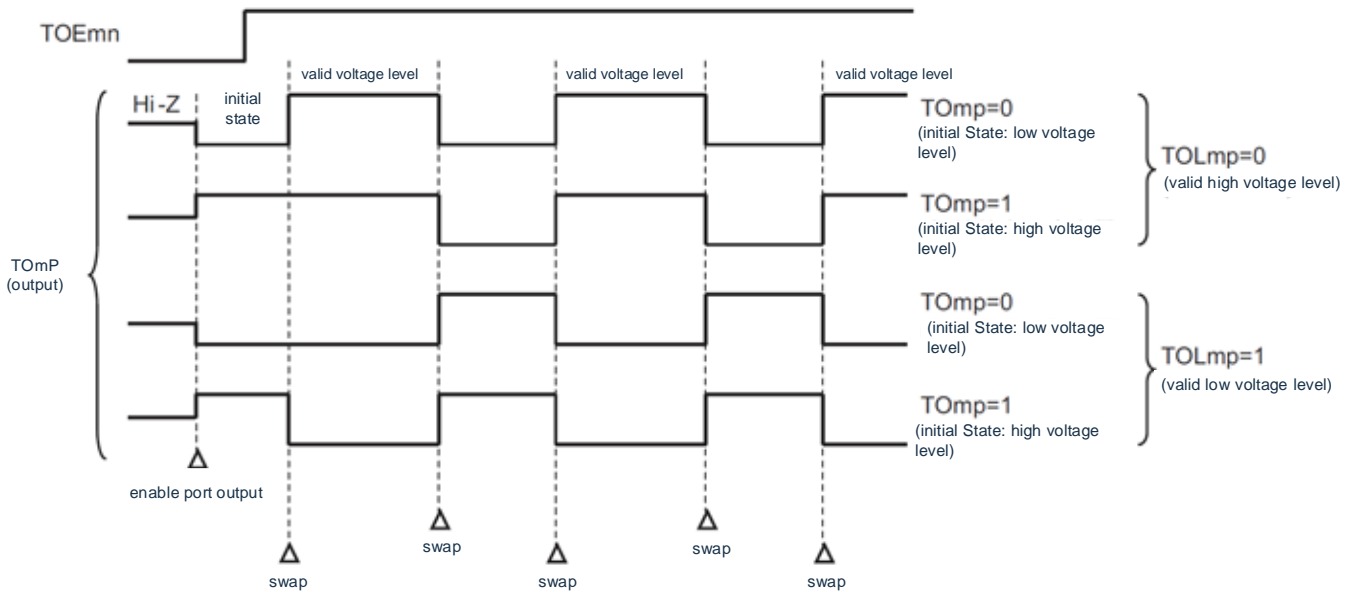 TOEmn
valid voltage level
valid voltage level
valid voltage level
Hi-Z
initial
state
TOmp=0
(initial State: low voltage
level)
TOLmp=0
(valid high voltage level)
TOmp=1
(initial State: high voltage
level)
TOmP
(output)
TOmp=0
(initial State: low voltage
level)
TOLmp=1
(valid low voltage level)
TOmp=1
(initial State: high voltage
level)
enable port output
swap
swap
swap
swap
swap